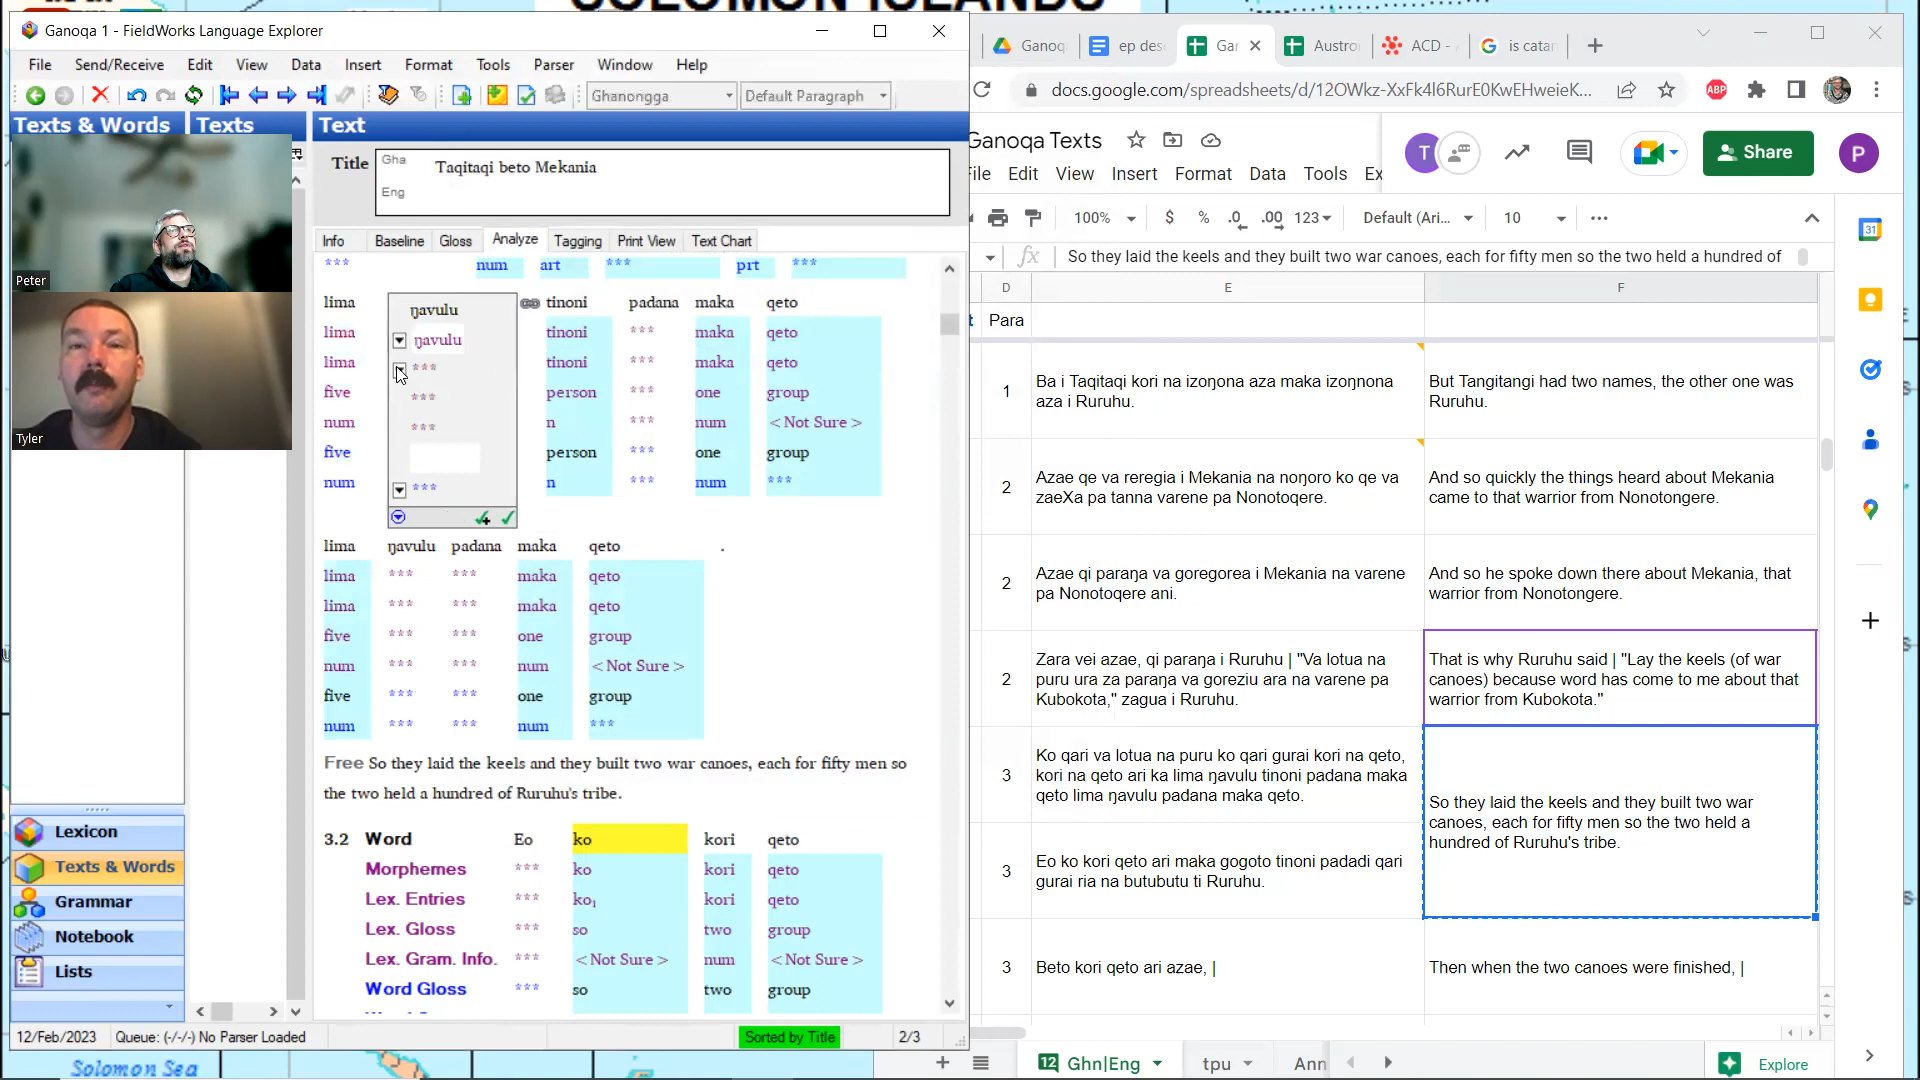 Ganoqa 1 - FieldWorks Language Explorer
File Send/Receive Edit View Data Insert Format Tools Parser Window Help
Ghanongga Default Paragraph
Texts & Words Texts Text
Title Gha Taqitaqi beto Mekania
Eng
Info Baseline Gloss Analyze Tagging Print View Text Chart
*** num art *** prt ***
lima ŋavulu tinoni padana maka qeto
lima ŋavulu tinoni *** maka qeto
lima *** tinoni *** maka qeto
five *** person *** one group
num *** n *** num <Not Sure>
five person *** one group
num *** n *** num ***
lima ŋavulu padana maka qeto .
lima *** *** maka qeto
lima *** *** maka qeto
five *** *** one group
num *** *** num <Not Sure>
five *** *** one group
num *** *** num ***
Free So they laid the keels and they built two war canoes, each for fifty men so
the two held a hundred of Ruruhu's tribe.
3.2 Word Eo ko kori qeto
Morphemes *** ko kori qeto
Lex. Entries *** ko1 kori qeto
Lex. Gloss *** so two group
Lex. Gram. Info. *** <Not Sure> num <Not Sure>
Word Gloss *** so two group
Peter
Tyler
Lexicon
Texts & Words
Grammar
Notebook
Lists
12/Feb/2023 Queue: (-/-/-) No Parser Loaded Sorted by Title 2/3
Solomon Sea
SOLOMON ISLANDS
Ganoq ep des Gar Austro ACD - is cata
docs.google.com/spreadsheets/d/12OWkz-XxFk4l6RurE0KwEHweieK...
ABP
Ganoqa Texts
T Share P
File Edit View Insert Format Data Tools Ex
100% $ % .0 .00 123 Default (Ari... 10
31
fx So they laid the keels and they built two war canoes, each for fifty men so the two held a hundred of
D E F
t Para
1 Ba i Taqitaqi kori na izoŋona aza maka izoŋnona
aza i Ruruhu.
But Tangitangi had two names, the other one was
Ruruhu.
2 Azae qe va reregia i Mekania na noŋoro ko qe va
zaeXa pa tanna varene pa Nonotoqere.
And so quickly the things heard about Mekania
came to that warrior from Nonotongere.
2 Azae qi paraŋa va goregorea i Mekania na varene
pa Nonotoqere ani.
And so he spoke down there about Mekania, that
warrior from Nonotongere.
2 Zara vei azae, qi paraŋa i Ruruhu | "Va lotua na
puru ura za paraŋa va goreziu ara na varene pa
Kubokota," zagua i Ruruhu.
That is why Ruruhu said | "Lay the keels (of war
canoes) because word has come to me about that
warrior from Kubokota."
3 Ko qari va lotua na puru ko qari gurai kori na qeto,
kori na qeto ari ka lima ŋavulu tinoni padana maka
qeto lima ŋavulu padana maka qeto.
So they laid the keels and they built two war
canoes, each for fifty men so the two held a
hundred of Ruruhu's tribe.
3 Eo ko kori qeto ari maka gogoto tinoni padadi qari
gurai ria na butubutu ti Ruruhu.
3 Beto kori qeto ari azae, |
Then when the two canoes were finished, |
12 Ghn|Eng tpu Ann Explore